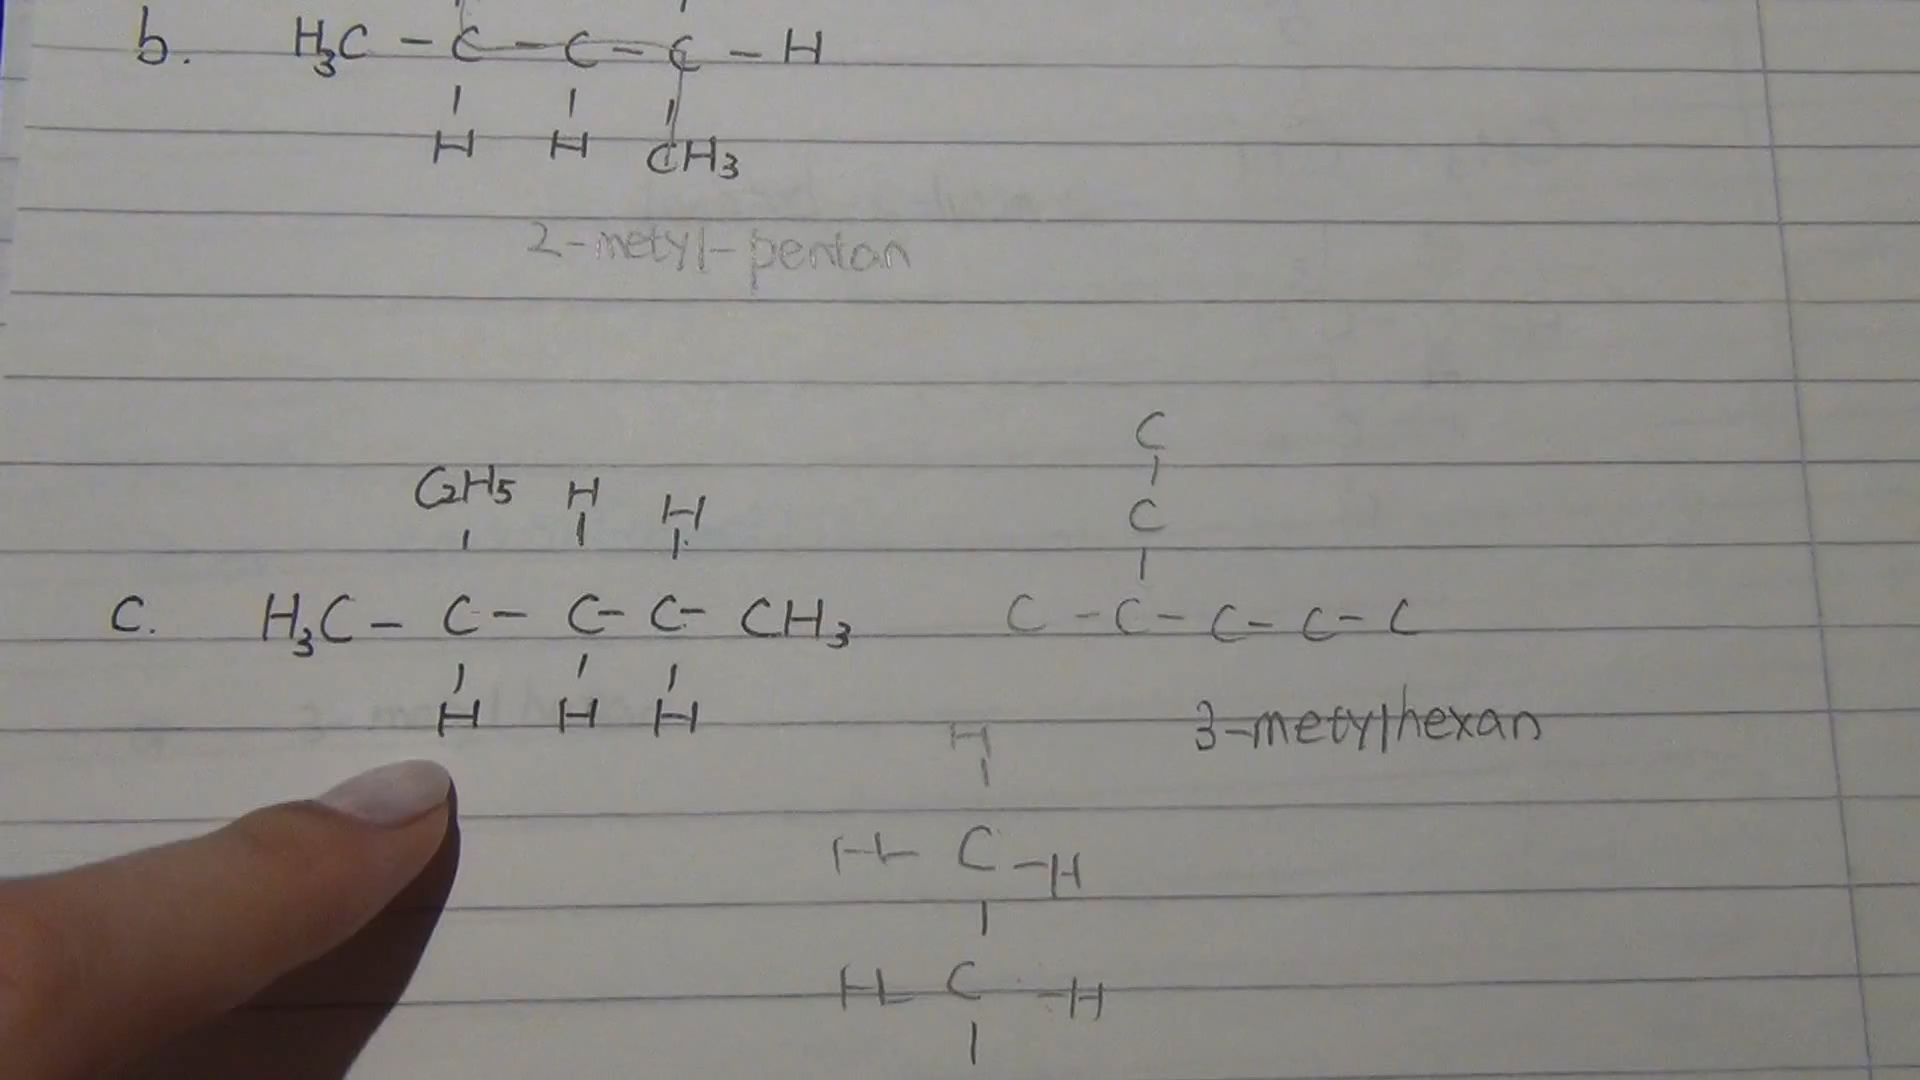 b. H₃C - C - C - C - H
H H CH₃
2-metyl-pentan
C
C₂H₅ H H C
c. H₃C - C - C - C - CH₃ C - C - C - C - C
H H H 3-metylhexan
H
H - C - H
H - C - H